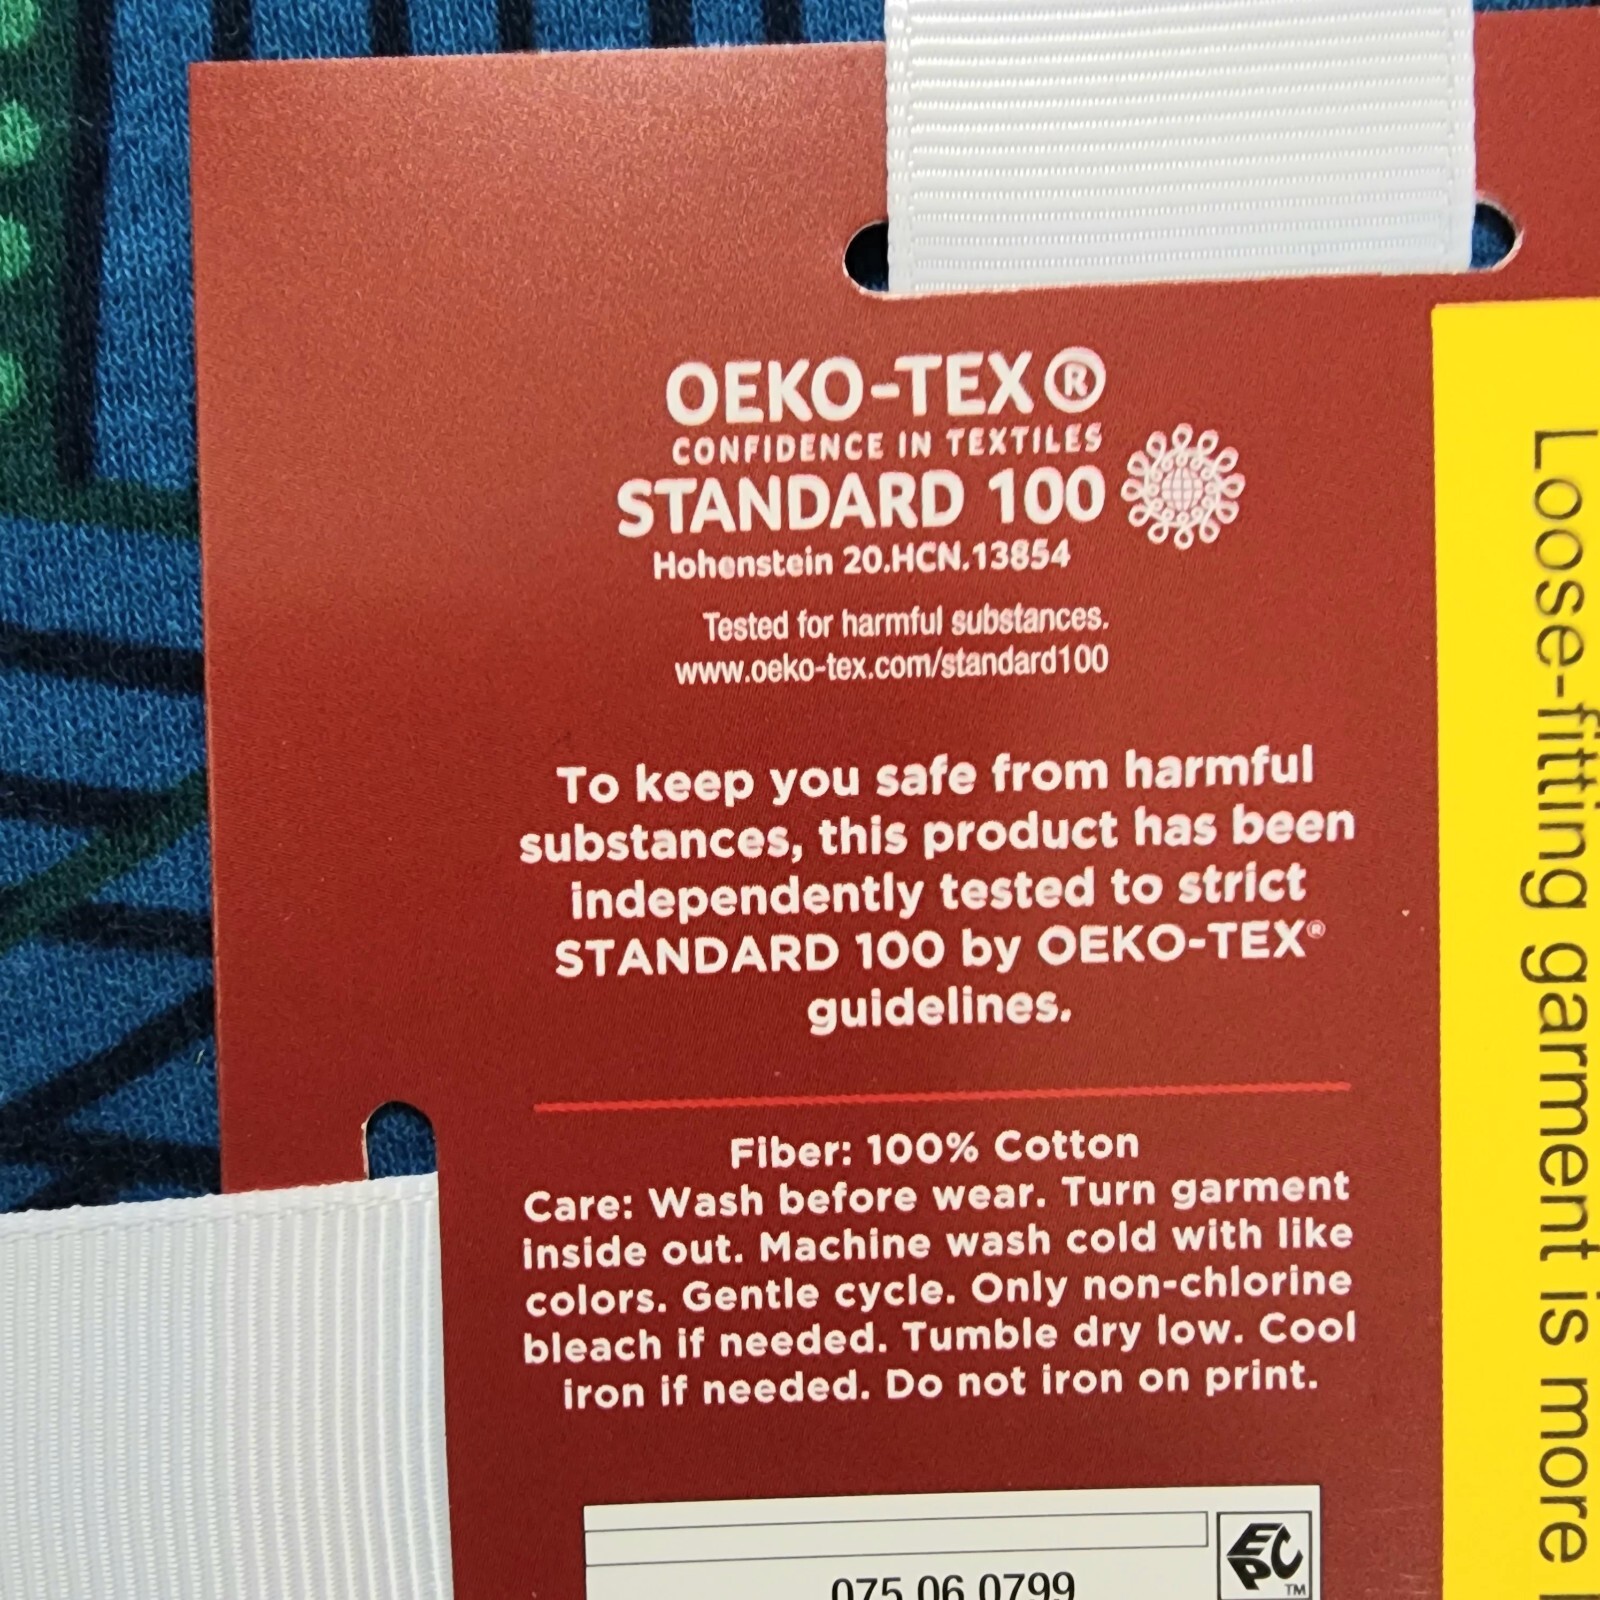 OEKO-TEX®
CONFIDENCE IN TEXTILES
STANDARD 100
Hohenstein 20.HCN.13854
Tested for harmful substances.
www.oeko-tex.com/standard100
To keep you safe from harmful
substances, this product has been
independently tested to strict
STANDARD 100 by OEKO-TEX®
guidelines.
Fiber: 100% Cotton
Care: Wash before wear. Turn garment
inside out. Machine wash cold with like
colors. Gentle cycle. Only non-chlorine
bleach if needed. Tumble dry low. Cool
iron if needed. Do not iron on print.
075 06 0799
EPC
TM
Loose-fitting garment is more